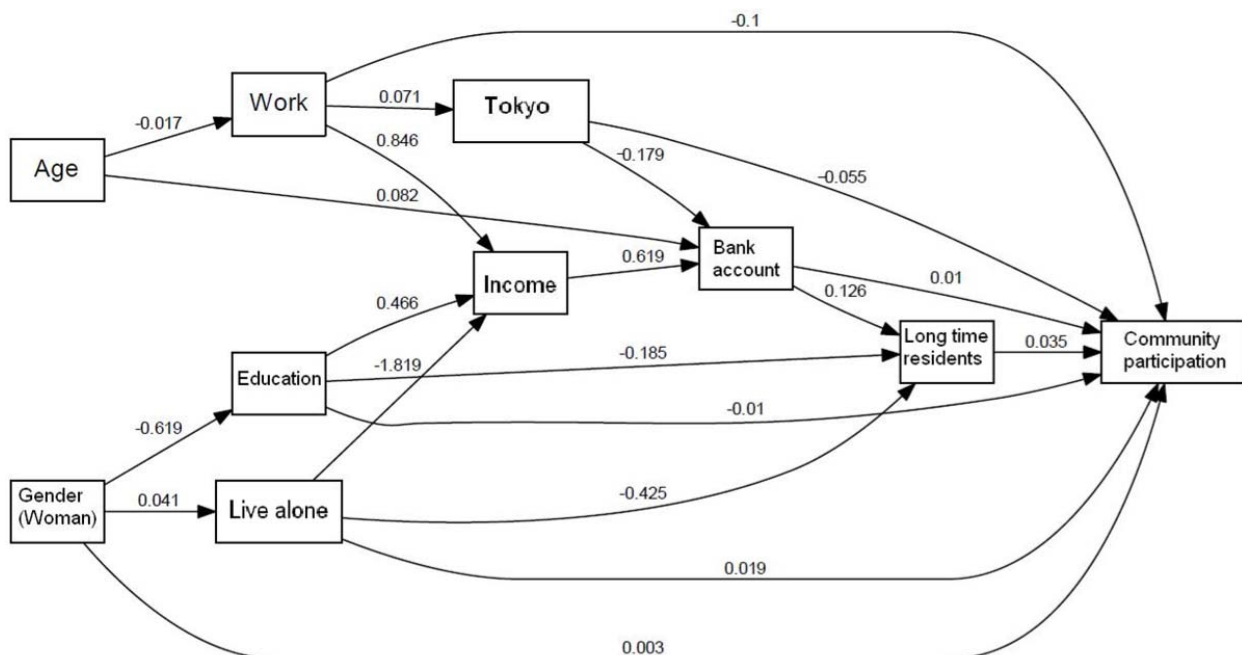 -0.1
Work
0.071
Tokyo
-0.017
0.846
-0.179
Age
0.082
-0.055
Bank
account
0.619
0.01
Income
0.126
0.466
Long time
residents
0.035
Community
participation
-0.185
Education
-1.819
-0.01
-0.619
Gender
(Woman)
0.041
Live alone
-0.425
0.019
0.003